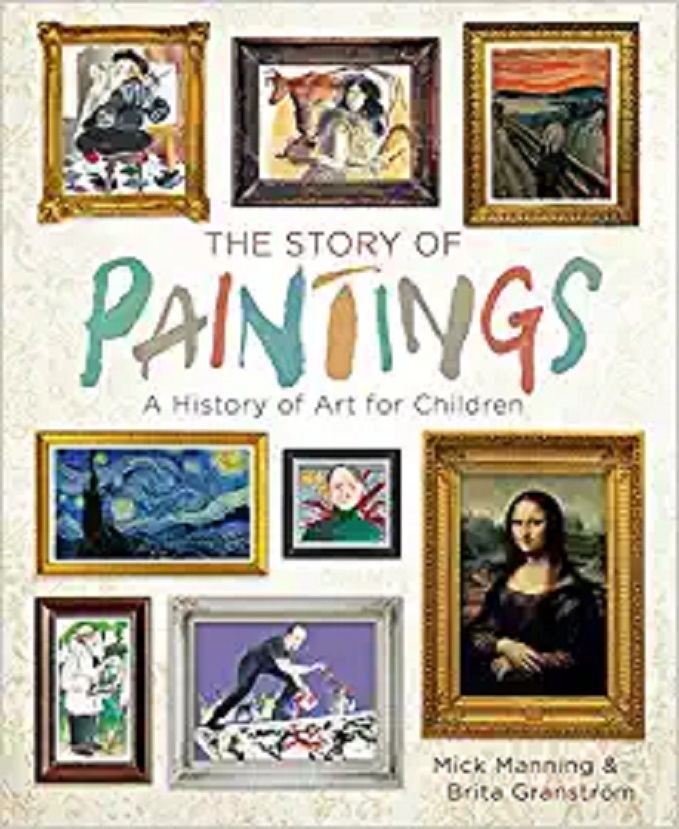 THE STORY OF
PAINTINGS
A History of Art for Children
Mick Manning &
Brita Granström